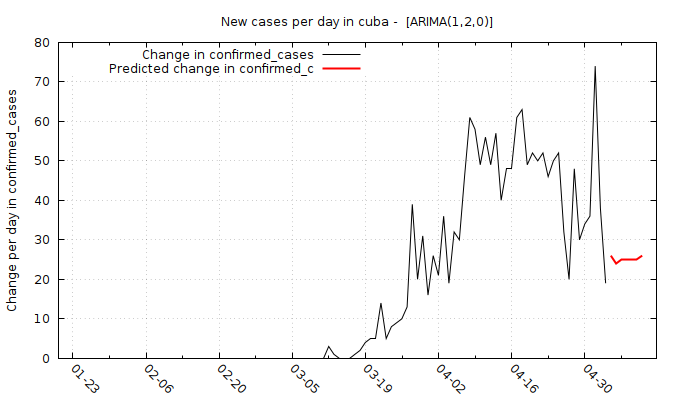 New cases per day in cuba -  [ARIMA(1,2,0)]
Change in confirmed_cases
Predicted change in confirmed_c
Change per day in confirmed_cases
80
70
60
50
40
30
20
10
0
01-23 02-06 02-20 03-05 03-19 04-02 04-16 04-30